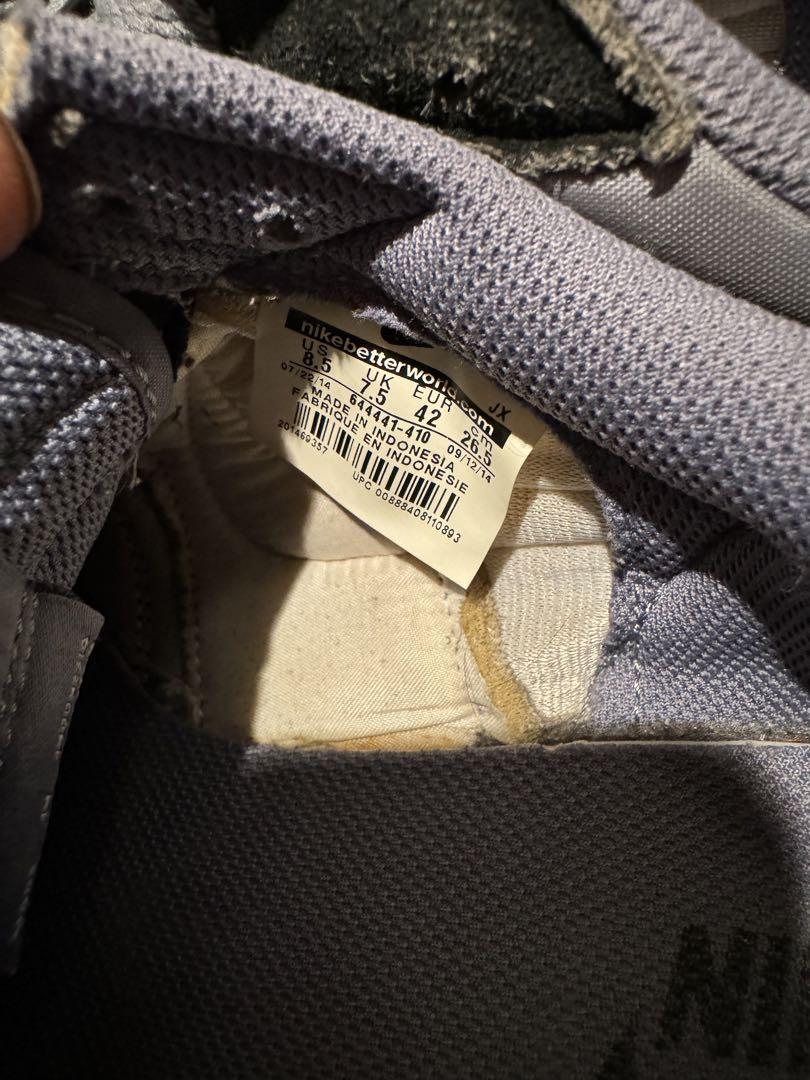 nikebetterworld.com
US UK EUR cm
8.5 7.5 42 26.5
07/22/14 644441-410 09/12/14
JX
MADE IN INDONESIA
FABRIQUE EN INDONESIE
201469357
UPC 00888408110893